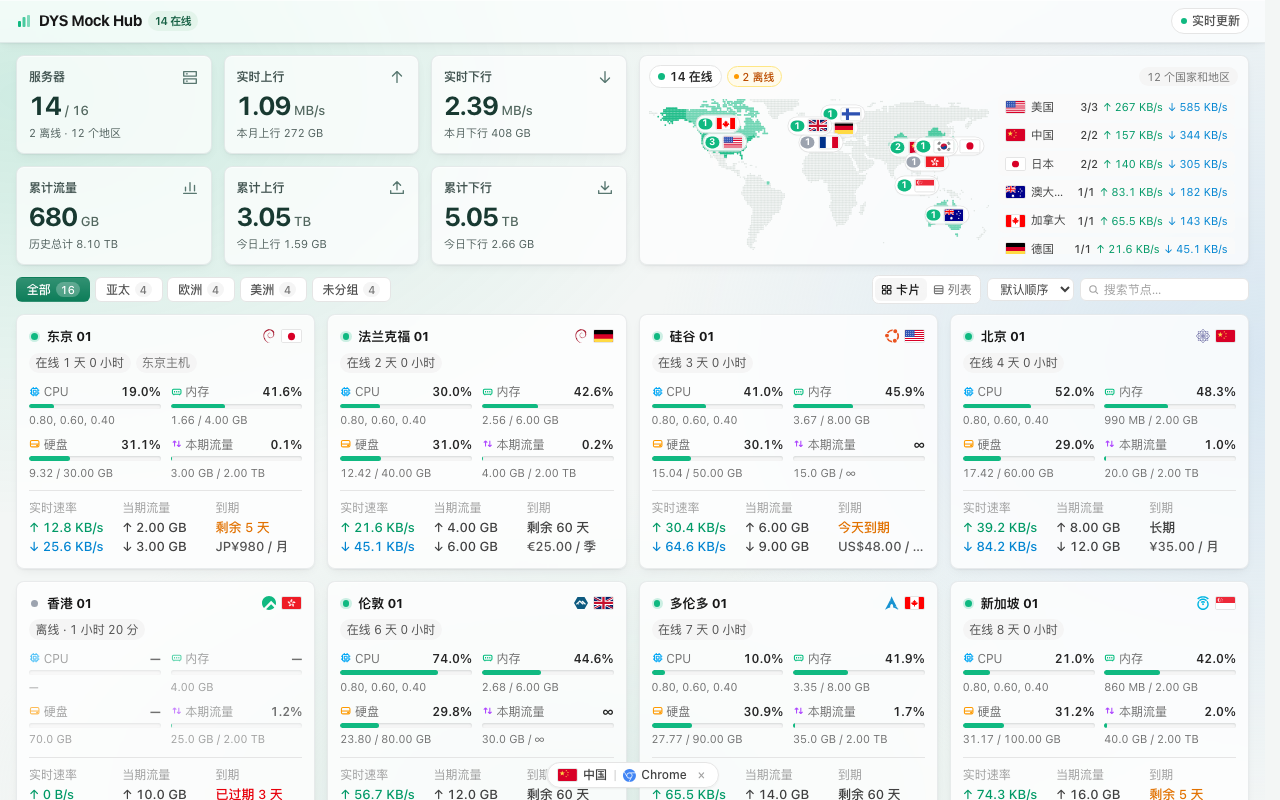 DYS Mock Hub 14 在线 实时更新
服务器
14 / 16
2 离线 · 12 个地区
实时上行
1.09 MB/s
本月上行 272 GB
实时下行
2.39 MB/s
本月下行 408 GB
累计流量
680 GB
历史总计 8.10 TB
累计上行
3.05 TB
今日上行 1.59 GB
累计下行
5.05 TB
今日下行 2.66 GB
14 在线 2 离线 12 个国家和地区
1
1
1
3
1
2
1
1
1
1
美国 3/3 ↑ 267 KB/s ↓ 585 KB/s
中国 2/2 ↑ 157 KB/s ↓ 344 KB/s
日本 2/2 ↑ 140 KB/s ↓ 305 KB/s
澳大... 1/1 ↑ 83.1 KB/s ↓ 182 KB/s
加拿大 1/1 ↑ 65.5 KB/s ↓ 143 KB/s
德国 1/1 ↑ 21.6 KB/s ↓ 45.1 KB/s
全部 16 亚太 4 欧洲 4 美洲 4 未分组 4 卡片 列表 默认顺序 搜索节点...
东京 01
在线 1 天 0 小时 东京主机
CPU 19.0% 内存 41.6%
0.80, 0.60, 0.40 1.66 / 4.00 GB
硬盘 31.1% 本期流量 0.1%
9.32 / 30.00 GB 3.00 GB / 2.00 TB
实时速率 当期流量 到期
↑ 12.8 KB/s ↑ 2.00 GB 剩余 5 天
↓ 25.6 KB/s ↓ 3.00 GB JP¥980 / 月
法兰克福 01
在线 2 天 0 小时
CPU 30.0% 内存 42.6%
0.80, 0.60, 0.40 2.56 / 6.00 GB
硬盘 31.0% 本期流量 0.2%
12.42 / 40.00 GB 4.00 GB / 2.00 TB
实时速率 当期流量 到期
↑ 21.6 KB/s ↑ 4.00 GB 剩余 60 天
↓ 45.1 KB/s ↓ 6.00 GB €25.00 / 季
硅谷 01
在线 3 天 0 小时
CPU 41.0% 内存 45.9%
0.80, 0.60, 0.40 3.67 / 8.00 GB
硬盘 30.1% 本期流量 ∞
15.04 / 50.00 GB 15.0 GB / ∞
实时速率 当期流量 到期
↑ 30.4 KB/s ↑ 6.00 GB 今天到期
↓ 64.6 KB/s ↓ 9.00 GB US$48.00 / ...
北京 01
在线 4 天 0 小时
CPU 52.0% 内存 48.3%
0.80, 0.60, 0.40 990 MB / 2.00 GB
硬盘 29.0% 本期流量 1.0%
17.42 / 60.00 GB 20.0 GB / 2.00 TB
实时速率 当期流量 到期
↑ 39.2 KB/s ↑ 8.00 GB 长期
↓ 84.2 KB/s ↓ 12.0 GB ¥35.00 / 月
香港 01
离线 · 1 小时 20 分
CPU — 内存 —
— 4.00 GB
硬盘 — 本期流量 1.2%
70.0 GB 25.0 GB / 2.00 TB
实时速率 当期流量 到期
↑ 0 B/s ↑ 10.0 GB 已过期 3 天
伦敦 01
在线 6 天 0 小时
CPU 74.0% 内存 44.6%
0.80, 0.60, 0.40 2.68 / 6.00 GB
硬盘 29.8% 本期流量 ∞
23.80 / 80.00 GB 30.0 GB / ∞
实时速率 当期流量
↑ 56.7 KB/s ↑ 12.0 GB 剩余 60 天
多伦多 01
在线 7 天 0 小时
CPU 10.0% 内存 41.9%
0.80, 0.60, 0.40 3.35 / 8.00 GB
硬盘 30.9% 本期流量 1.7%
27.77 / 90.00 GB 35.0 GB / 2.00 TB
实时速率 当期流量 到期
↑ 65.5 KB/s ↑ 14.0 GB 剩余 60 天
新加坡 01
在线 8 天 0 小时
CPU 21.0% 内存 42.0%
0.80, 0.60, 0.40 860 MB / 2.00 GB
硬盘 31.2% 本期流量 2.0%
31.17 / 100.00 GB 40.0 GB / 2.00 TB
实时速率 当期流量 到期
↑ 74.3 KB/s ↑ 16.0 GB 剩余 5 天
中国 Chrome ×